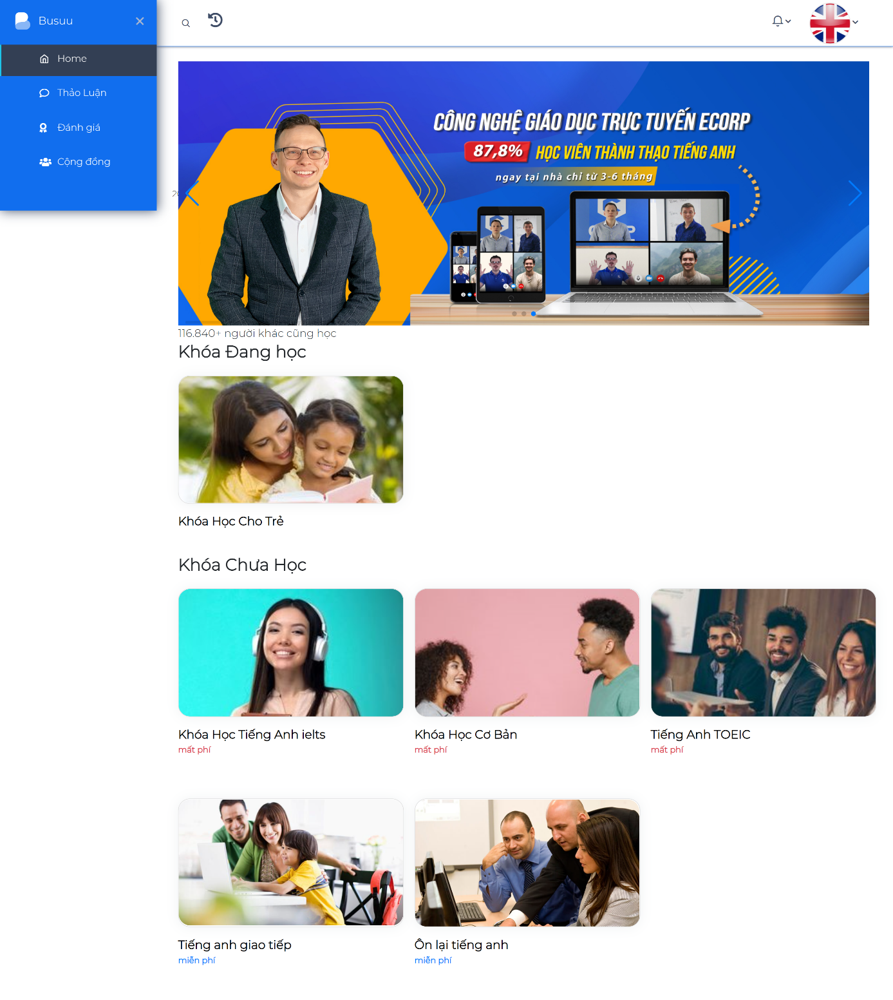 Busuu
Home
Thảo Luận
Đánh giá
Cộng đồng
CÔNG NGHỆ GIÁO DỤC TRỰC TUYẾN ECORP
87,8% HỌC VIÊN THÀNH THẠO TIẾNG ANH
ngay tại nhà chỉ từ 3-6 tháng
116.840+ người khác cũng học
Khóa Đang học
Khóa Học Cho Trẻ
Khóa Chưa Học
Khóa Học Tiếng Anh ielts
mất phí
Khóa Học Cơ Bản
mất phí
Tiếng Anh TOEIC
mất phí
Tiếng anh giao tiếp
miễn phí
Ôn lại tiếng anh
miễn phí